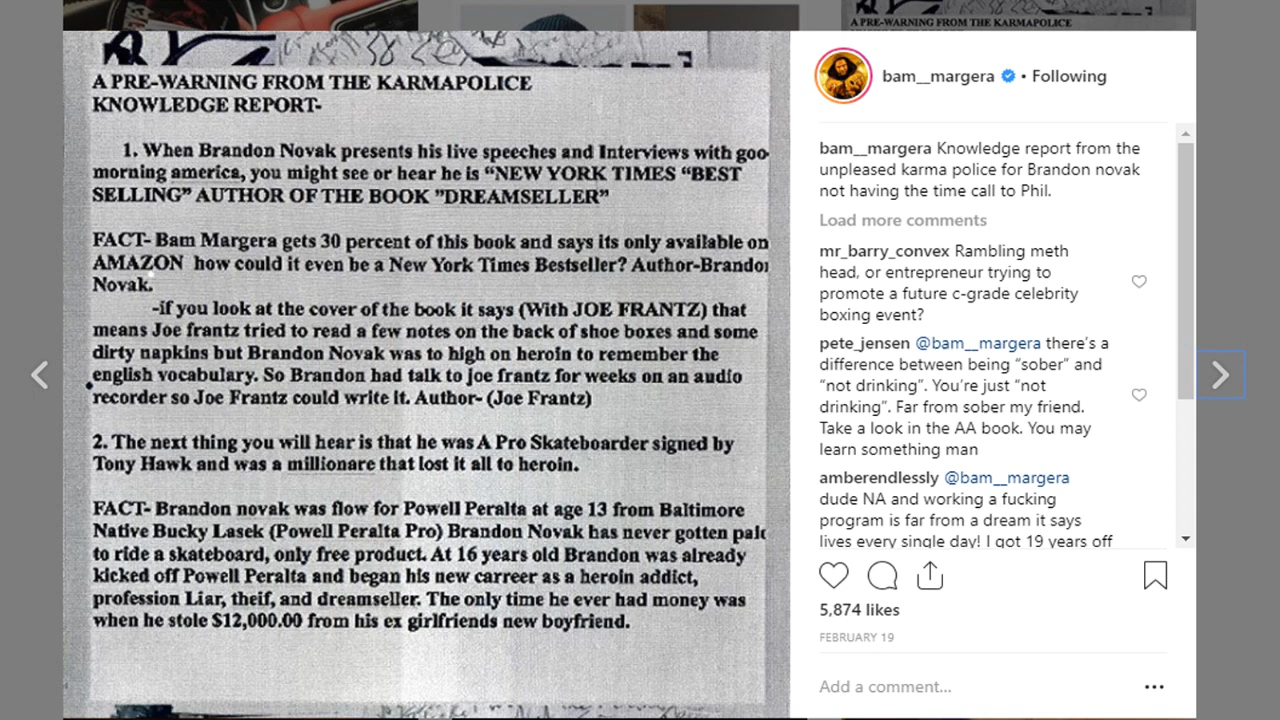 A PRE-WARNING FROM THE KARMAPOLICE
A PRE-WARNING FROM THE KARMAPOLICE
KNOWLEDGE REPORT-
1. When Brandon Novak presents his live speeches and Interviews with goo
morning america, you might see or hear he is “NEW YORK TIMES “BEST
SELLING” AUTHOR OF THE BOOK ”DREAMSELLER”
FACT- Bam Margera gets 30 percent of this book and says its only available on
AMAZON how could it even be a New York Times Bestseller? Author-Brandon
Novak.
-if you look at the cover of the book it says (With JOE FRANTZ) that
means Joe frantz tried to read a few notes on the back of shoe boxes and some
dirty napkins but Brandon Novak was to high on heroin to remember the
english vocabulary. So Brandon had talk to joe frantz for weeks on an audio
recorder so Joe Frantz could write it. Author- (Joe Frantz)
2. The next thing you will hear is that he was A Pro Skateboarder signed by
Tony Hawk and was a millionare that lost it all to heroin.
FACT- Brandon novak was flow for Powell Peralta at age 13 from Baltimore
Native Bucky Lasek (Powell Peralta Pro) Brandon Novak has never gotten paid
to ride a skateboard, only free product. At 16 years old Brandon was already
kicked off Powell Peralta and began his new carreer as a heroin addict,
profession Liar, theif, and dreamseller. The only time he ever had money was
when he stole $12,000.00 from his ex girlfriends new boyfriend.
bam__margera • Following
bam__margera Knowledge report from the
unpleased karma police for Brandon novak
not having the time call to Phil.
Load more comments
mr_barry_convex Rambling meth
head, or entrepreneur trying to
promote a future c-grade celebrity
boxing event?
pete_jensen @bam__margera there’s a
difference between being “sober” and
“not drinking”. You’re just “not
drinking”. Far from sober my friend.
Take a look in the AA book. You may
learn something man
amberendlessly @bam__margera
dude NA and working a fucking
program is far from a dream it says
lives every single day! I got 19 years off
5,874 likes
FEBRUARY 19
Add a comment...